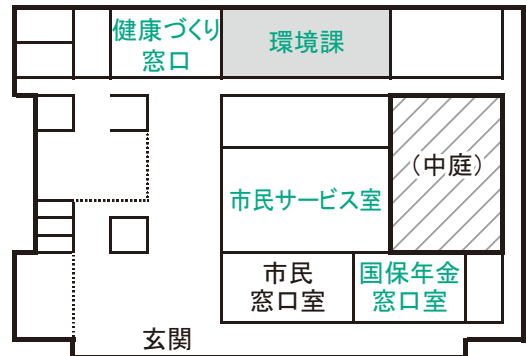 健康づくり
窓口
環境課
(中庭)
市民サービス室
市民
窓口室
国保年金
窓口室
玄関